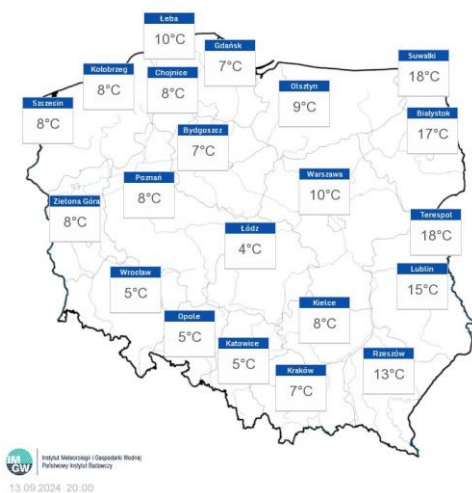 Łeba
10°C
Gdańsk
7°C
Suwałki
18°C
Kołobrzeg
8°C
Chojnice
8°C
Olsztyn
9°C
Szczecin
8°C
Białystok
17°C
Bydgoszcz
7°C
Poznań
8°C
Warszawa
10°C
Zielona Góra
8°C
Terespol
18°C
Łódź
4°C
Wrocław
5°C
Lublin
15°C
Kielce
8°C
Opole
5°C
Katowice
5°C
Rzeszów
13°C
Kraków
7°C
IMGW
Instytut Meteorologii i Gospodarki Wodnej
Państwowy Instytut Badawczy
13.09.2024 20:00